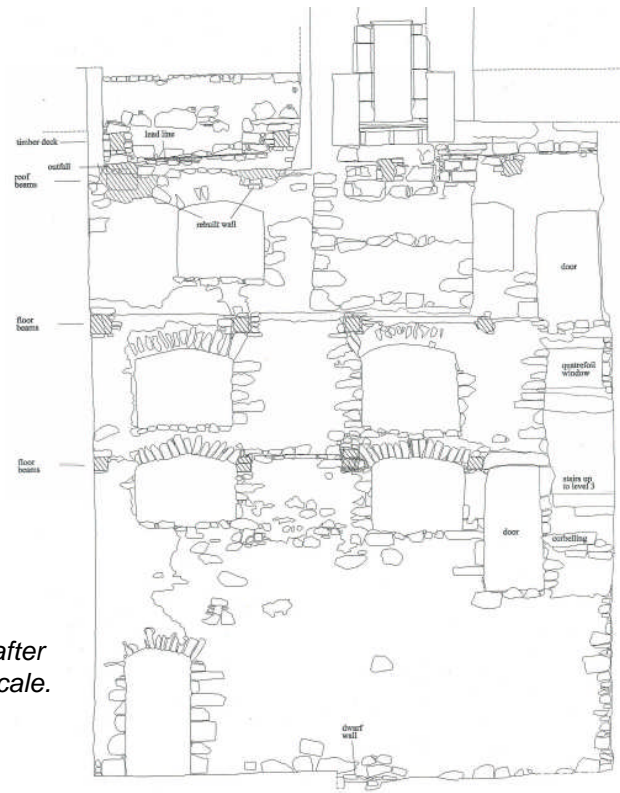 lead line
timber deck
outfall
roof
beams
rebuilt wall
door
floor
beams
quatrefoil
window
floor
beams
stairs up
to level 3
door
corbelling
after
cale.
dwarf
wall